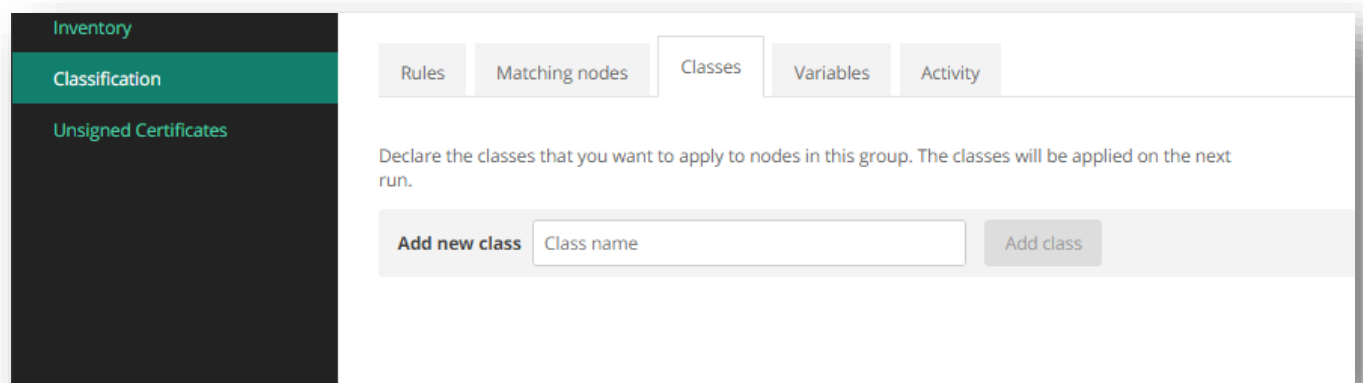 Inventory
Classification
Unsigned Certificates
Rules Matching nodes Classes Variables Activity
Declare the classes that you want to apply to nodes in this group. The classes will be applied on the next
run.
Add new class Class name Add class